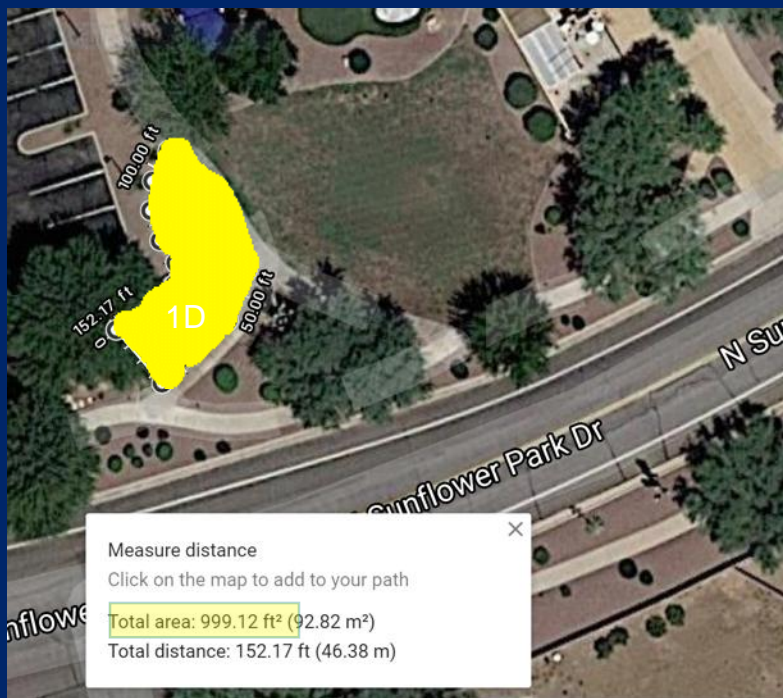 100.00 ft
152.17 ft
0
1D
50.00 ft
N Su
Sunflower Park Dr
nflowe
Measure distance
Click on the map to add to your path
Total area: 999.12 ft² (92.82 m²)
Total distance: 152.17 ft (46.38 m)